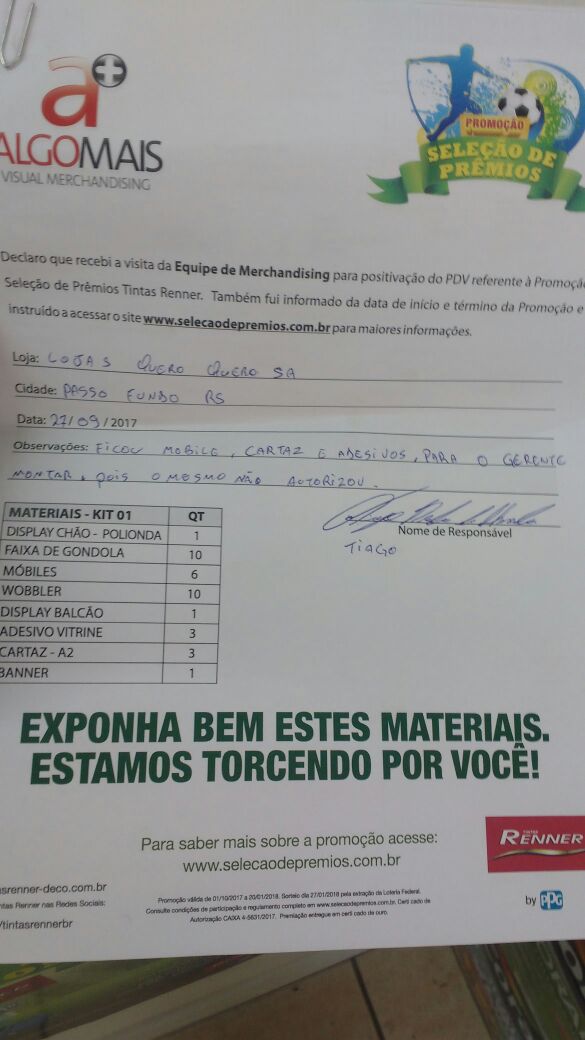 a+
ALGOMAIS
VISUAL MERCHANDISING
PROMOÇÃO
SELEÇÃO DE
PRÊMIOS
Declaro que recebi a visita da Equipe de Merchandising para positivação do PDV referente à Promoção
Seleção de Prêmios Tintas Renner. Também fui informado da data de início e término da Promoção e
instruído a acessar o site www.selecaodepremios.com.br para maiores informações.
Loja: LOJAS QUERO QUERO SA
Cidade: PASSO FUNDO RS
Data: 27/09/2017
Observações: FICOU MOBILE, CARTAZ E ADESIVOS, PARA O GERENTE
MONTAR, POIS O MESMO NÃO AUTORIZOU.
MATERIAIS - KIT 01 QT
DISPLAY CHÃO - POLIONDA 1
FAIXA DE GONDOLA 10
MÓBILES 6
WOBBLER 10
DISPLAY BALCÃO 1
ADESIVO VITRINE 3
CARTAZ - A2 3
BANNER 1
Nome de Responsável
TIAGO
EXPONHA BEM ESTES MATERIAIS.
ESTAMOS TORCENDO POR VOCÊ!
Para saber mais sobre a promoção acesse:
www.selecaodepremios.com.br
TINTAS
RENNER
by PPG
asrenner-deco.com.br
ntas Renner nas Redes Sociais:
/tintasrennerbr
Promoção válida de 01/10/2017 a 20/01/2018. Sorteio dia 27/01/2018 pela extração da Loteria Federal.
Consulte condições de participação e regulamento completo em www.selecaodepremios.com.br. Certi cado de
Autorização CAIXA 4-5631/2017. Premiação entregue em certi cado de ouro.